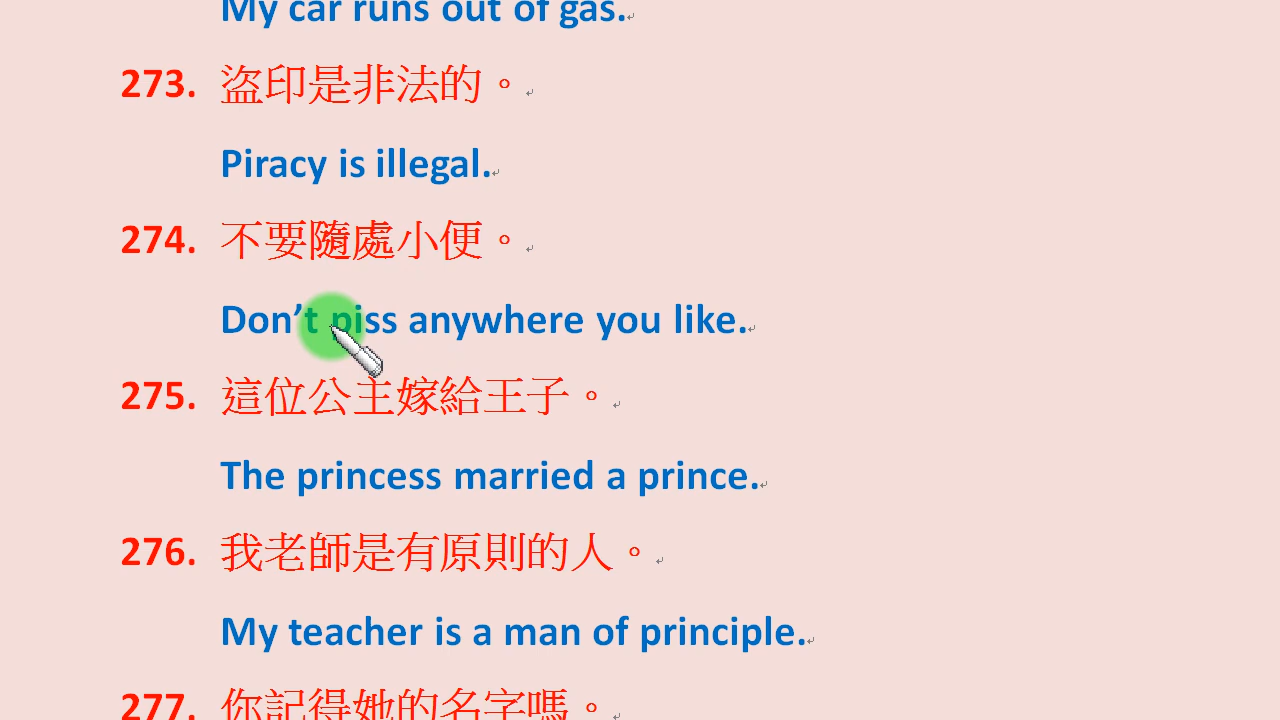 My car runs out of gas.
273. 盜印是非法的。
Piracy is illegal.
274. 不要隨處小便。
Don’t piss anywhere you like.
275. 這位公主嫁給王子。
The princess married a prince.
276. 我老師是有原則的人。
My teacher is a man of principle.
277. 你記得她的名字嗎。